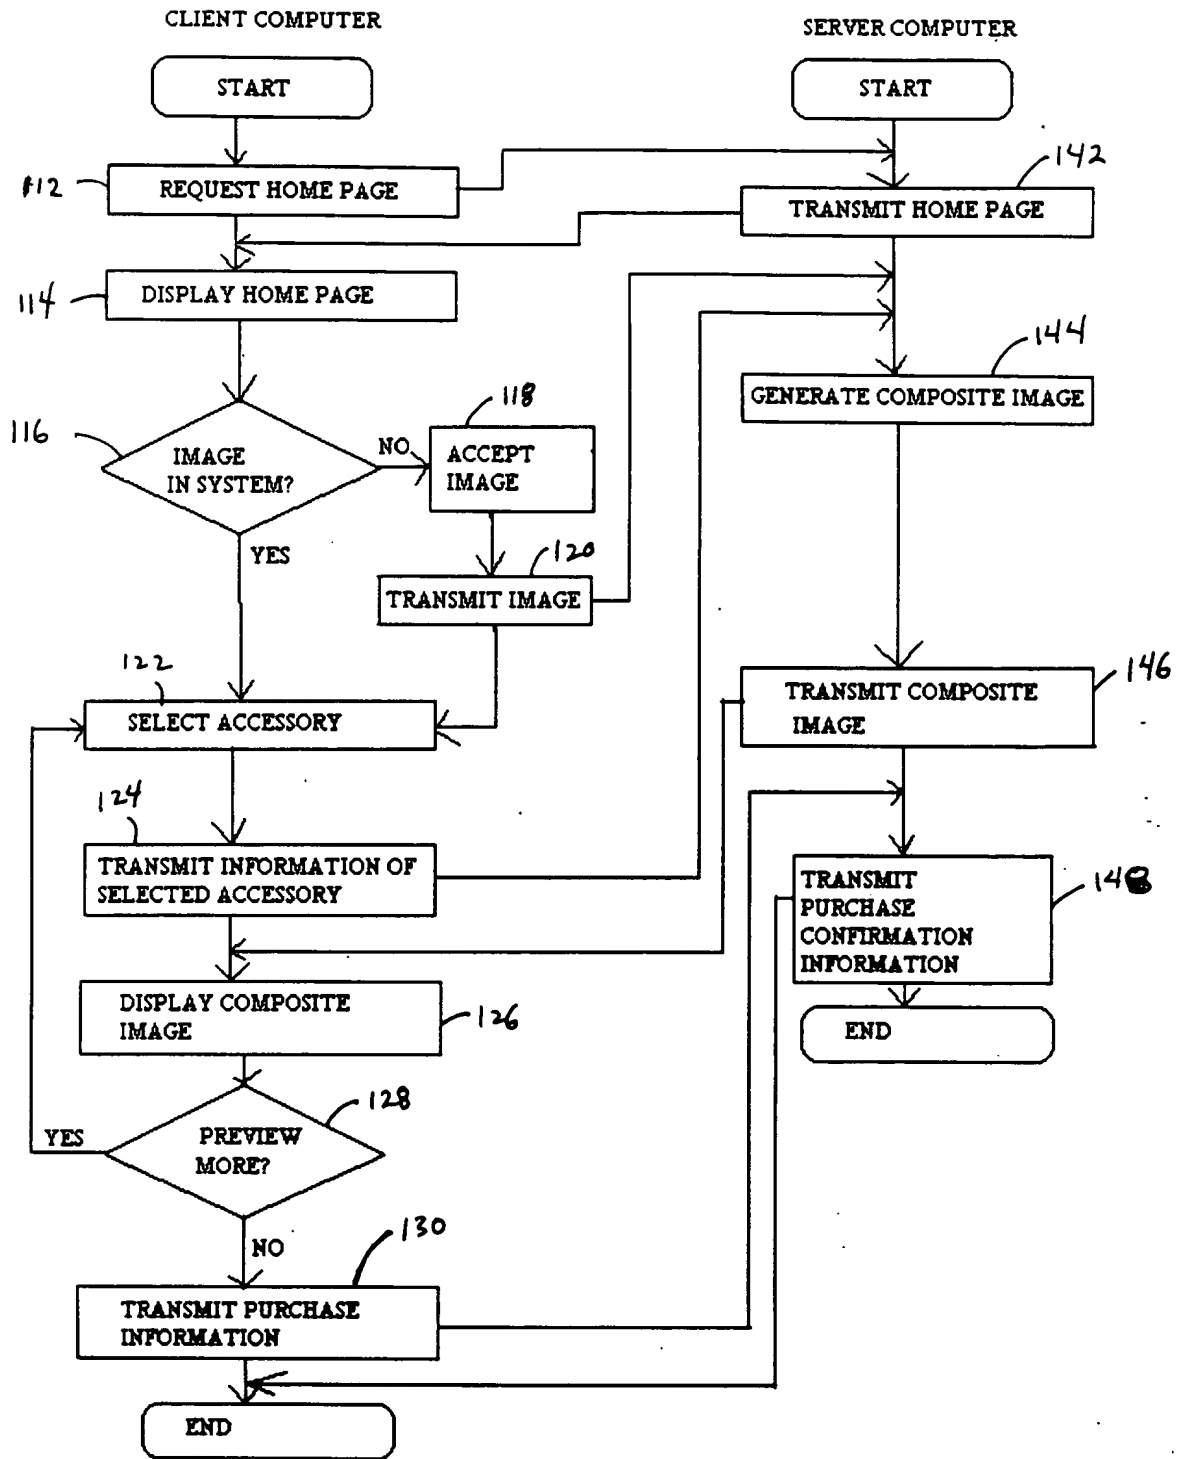 CLIENT COMPUTER
SERVER COMPUTER
START
START
112
REQUEST HOME PAGE
142
TRANSMIT HOME PAGE
114
DISPLAY HOME PAGE
144
GENERATE COMPOSITE IMAGE
116
IMAGE
IN SYSTEM?
NO
118
ACCEPT
IMAGE
YES
120
TRANSMIT IMAGE
122
SELECT ACCESSORY
146
TRANSMIT COMPOSITE
IMAGE
124
TRANSMIT INFORMATION OF
SELECTED ACCESSORY
148
TRANSMIT
PURCHASE
CONFIRMATION
INFORMATION
DISPLAY COMPOSITE
IMAGE
126
END
128
PREVIEW
MORE?
YES
NO
130
TRANSMIT PURCHASE
INFORMATION
END